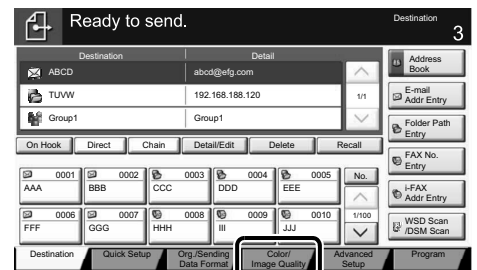 Ready to send.
Destination
3
Destination Detail
ABCD abcd@efg.com
TUVW 192.168.188.120
1/1
Group1 Group1
Address
Book
E-mail
Addr Entry
Folder Path
Entry
FAX No.
Entry
i-FAX
Addr Entry
WSD Scan
/DSM Scan
On Hook Direct Chain Detail/Edit Delete Recall
0001 0002 0003 0004 0005 No.
AAA BBB CCC DDD EEE
0006 0007 0008 0009 0010 1/100
FFF GGG HHH III JJJ
Destination Quick Setup Org./Sending
Data Format Color/
Image Quality Advanced
Setup Program